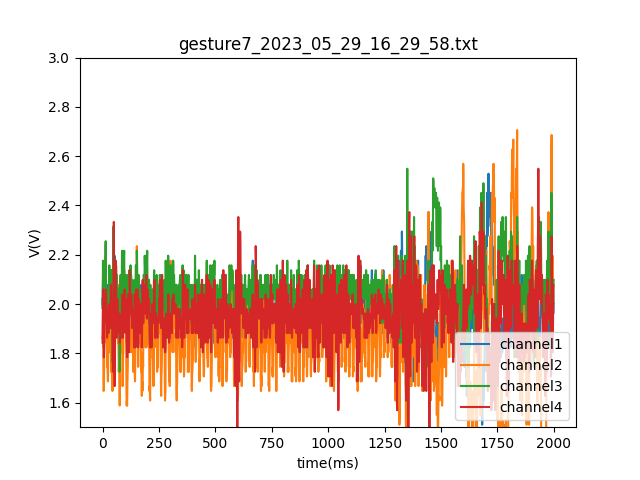 gesture7_2023_05_29_16_29_58.txt
3.0
2.8
2.6
2.4
2.2
2.0
1.8
1.6
V(V)
channel1
channel2
channel3
channel4
0 250 500 750 1000 1250 1500 1750 2000
time(ms)